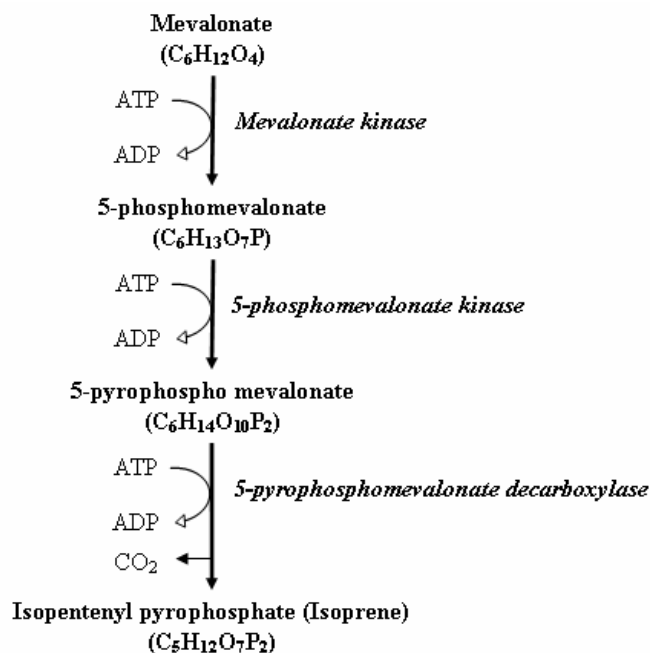 Mevalonate
(C₆H₁₂O₄)
ATP
Mevalonate kinase
ADP
5-phosphomevalonate
(C₆H₁₃O₇P)
ATP
5-phosphomevalonate kinase
ADP
5-pyrophospho mevalonate
(C₆H₁₄O₁₀P₂)
ATP
5-pyrophosphomevalonate decarboxylase
ADP
CO₂
Isopentenyl pyrophosphate (Isoprene)
(C₅H₁₂O₇P₂)